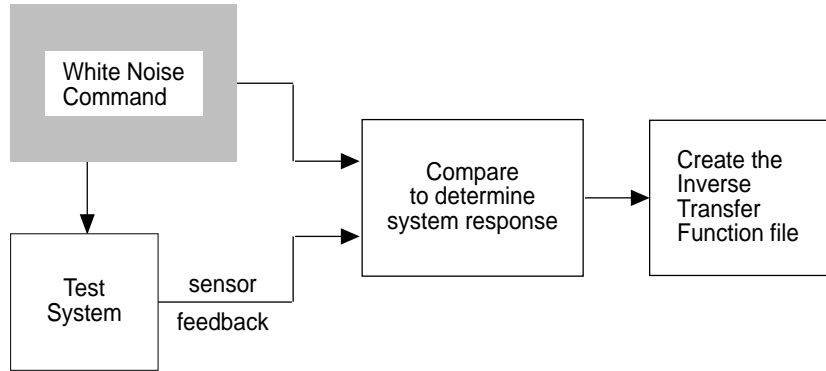 White Noise
Command
Compare
to determine
system response
Create the
Inverse
Transfer
Function file
Test
System
sensor
feedback